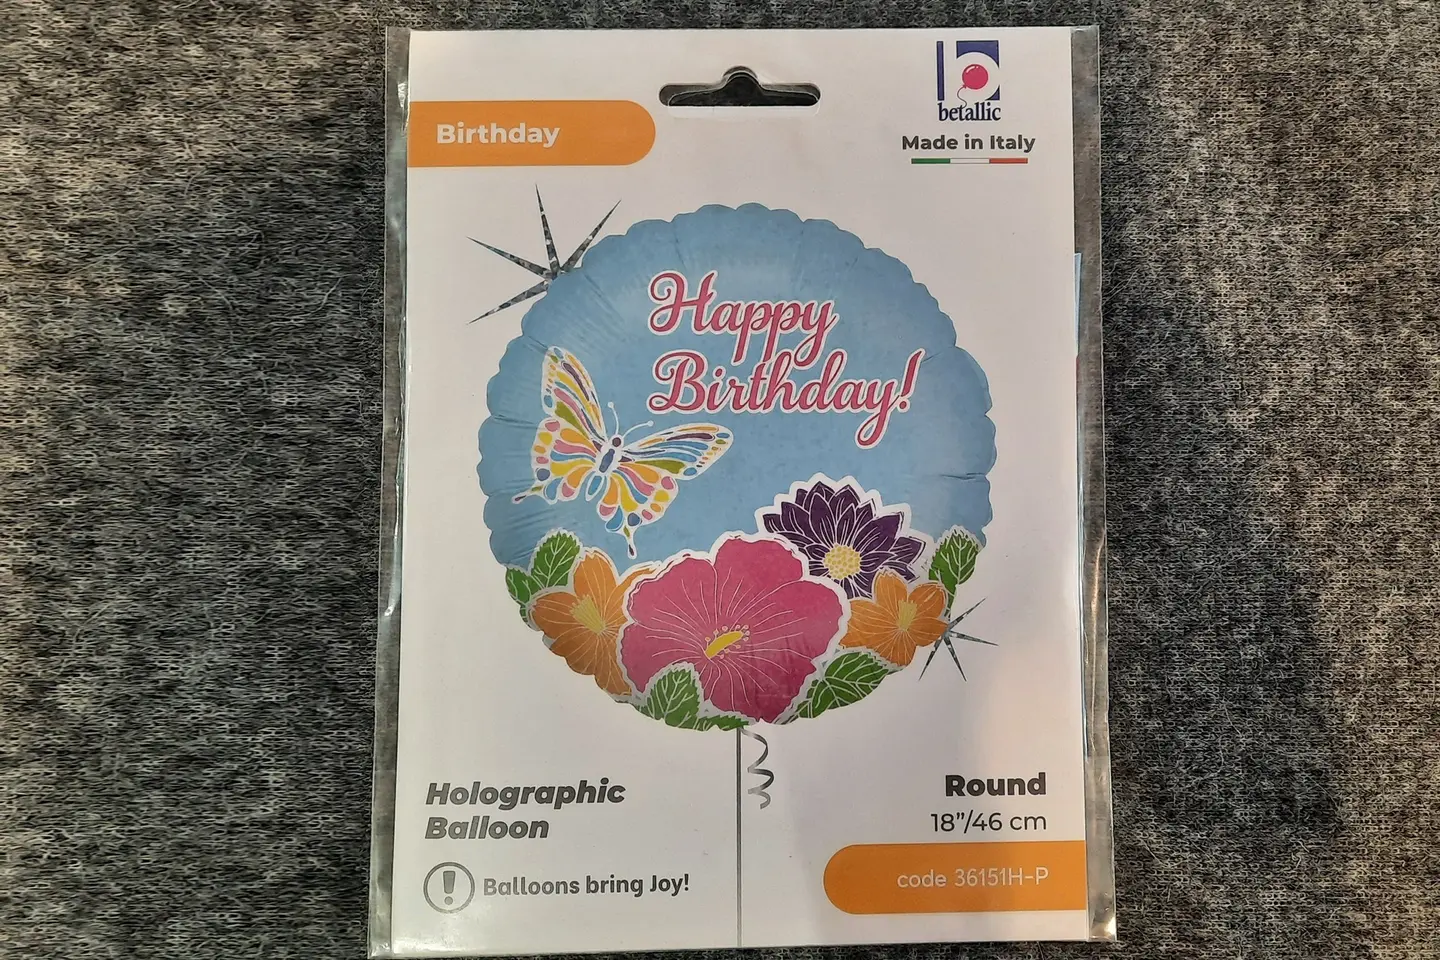 betallic
Made in Italy
Birthday
Happy
Birthday!
Holographic
Balloon
Balloons bring Joy!
Round
18”/46 cm
code 36151H-P